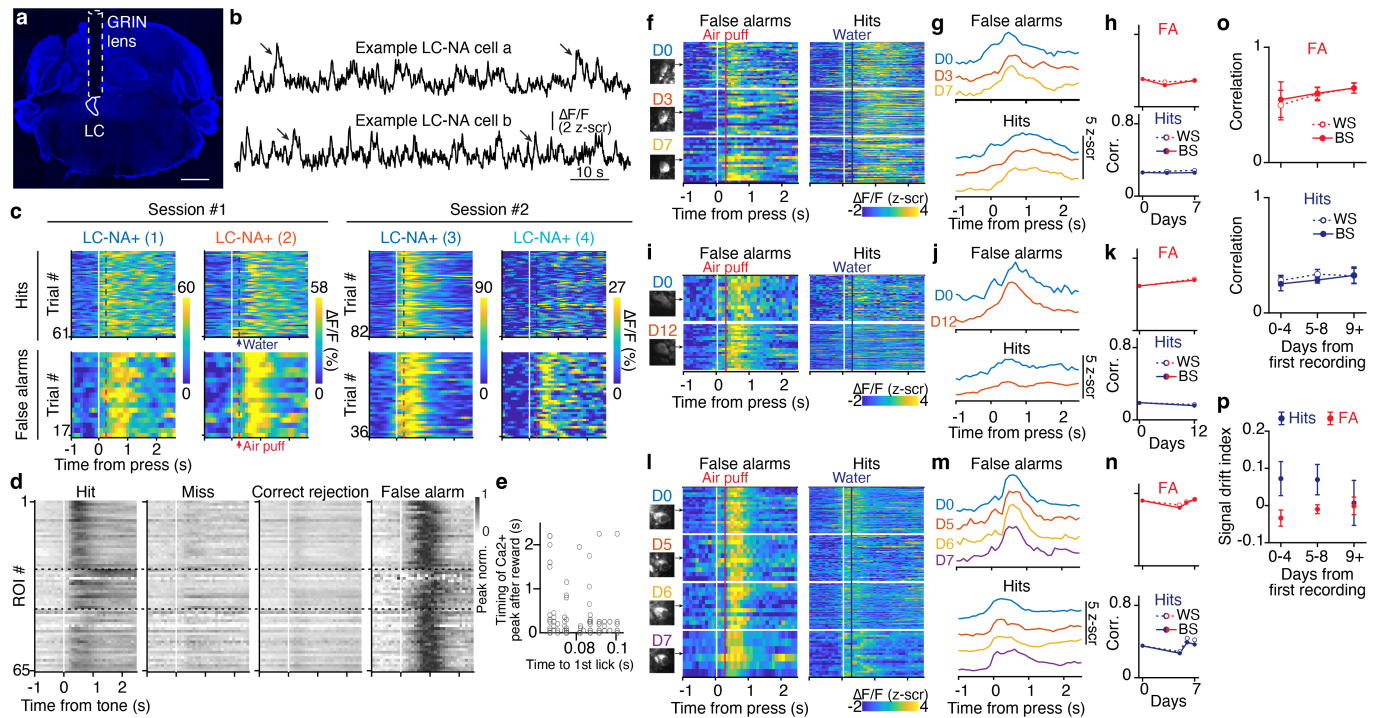 a
GRIN
lens
LC
b
Example LC-NA cell a
Example LC-NA cell b
ΔF/F
(2 z-scr)
10 s
c
Session #1
Session #2
LC-NA+ (1)
LC-NA+ (2)
LC-NA+ (3)
LC-NA+ (4)
Hits
Trial #
61
60
0
Water
58
0
ΔF/F (%)
Trial #
82
90
0
27
0
ΔF/F (%)
False alarms
Trial #
17
Air puff
Trial #
36
-1 0 1 2
Time from press (s)
d
Hit
Miss
Correct rejection
False alarm
1
0
Peak norm.
1
ROI #
65
-1 0 1 2
Time from tone (s)
e
Timing of Ca2+
peak after reward (s)
2
1
0
0.08 0.1
Time to 1st lick (s)
f
False alarms
Hits
Air puff
Water
D0
D3
D7
ΔF/F (z-scr)
-2 4
-1 0 1 2
Time from press (s)
g
False alarms
D0
D3
D7
Hits
5 z-scr
-1 0 1 2
Time from press (s)
h
FA
Hits
0.8
Corr.
0
WS
BS
0 7
Days
i
Air puff
Water
D0
D12
ΔF/F (z-scr)
-2 4
-1 0 1 2
Time from press (s)
j
D0
D12
Hits
5 z-scr
-1 0 1 2
Time from press (s)
k
FA
Hits
0.8
Corr.
0
WS
BS
0 12
Days
l
False alarms
Hits
Air puff
Water
D0
D5
D6
D7
ΔF/F (z-scr)
-2 4
-1 0 1 2
Time from press (s)
m
False alarms
D0
D5
D6
D7
Hits
5 z-scr
-1 0 1 2
Time from press (s)
n
FA
Hits
0.8
Corr.
0
WS
BS
0 7
Days
o
FA
1
Correlation
0
WS
BS
Hits
1
Correlation
0
WS
BS
0-4 5-8 9+
Days from
first recording
p
Hits
FA
0.2
0.1
0
-0.1
Signal drift index
0-4 5-8 9+
Days from
first recording